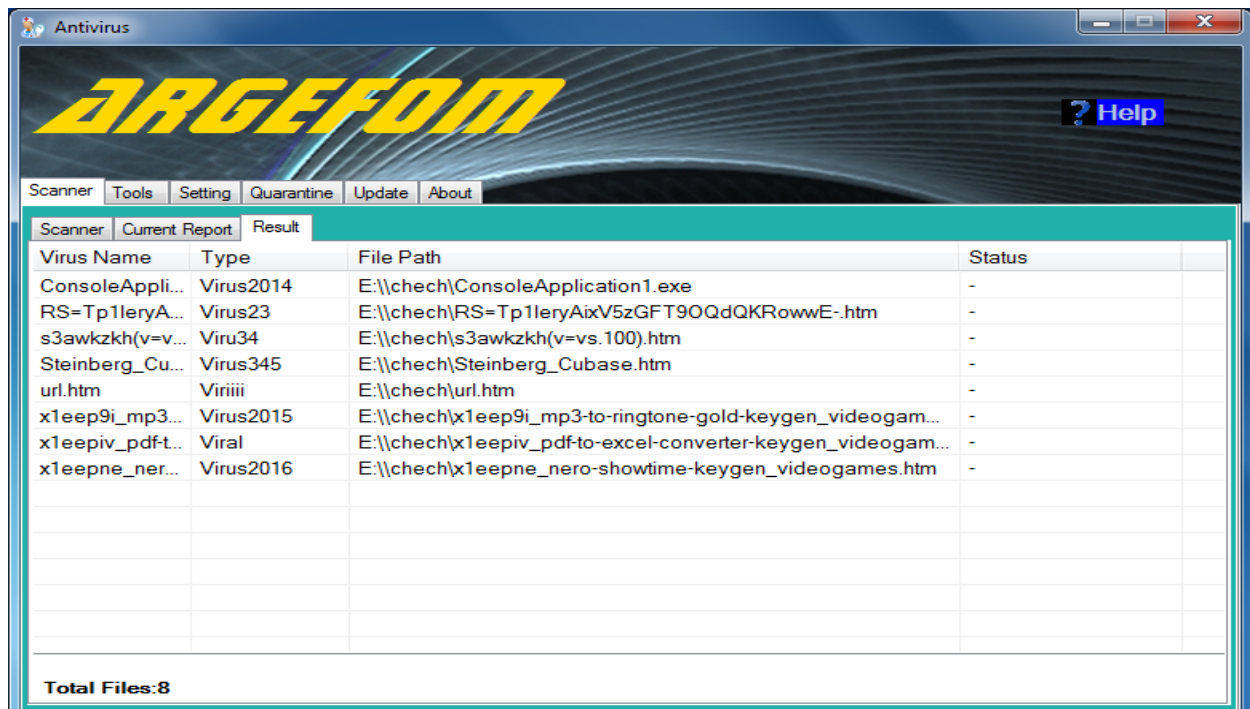 Antivirus
ARGEFOM
? Help
Scanner Tools Setting Quarantine Update About
Scanner Current Report Result
Virus Name Type File Path Status
ConsoleAppli... Virus2014 E:\\chech\ConsoleApplication1.exe -
RS=Tp1IeryA... Virus23 E:\\chech\RS=Tp1IeryAixV5zGFT9OQdQKRowwE-.htm -
s3awkzkh(v=v... Viru34 E:\\chech\s3awkzkh(v=vs.100).htm -
Steinberg_Cu... Virus345 E:\\chech\Steinberg_Cubase.htm -
url.htm Viriiii E:\\chech\url.htm -
x1eep9i_mp3... Virus2015 E:\\chech\x1eep9i_mp3-to-ringtone-gold-keygen_videogam... -
x1eepiv_pdf-t... Viral E:\\chech\x1eepiv_pdf-to-excel-converter-keygen_videogam... -
x1eepne_ner... Virus2016 E:\\chech\x1eepne_nero-showtime-keygen_videogames.htm -
Total Files:8